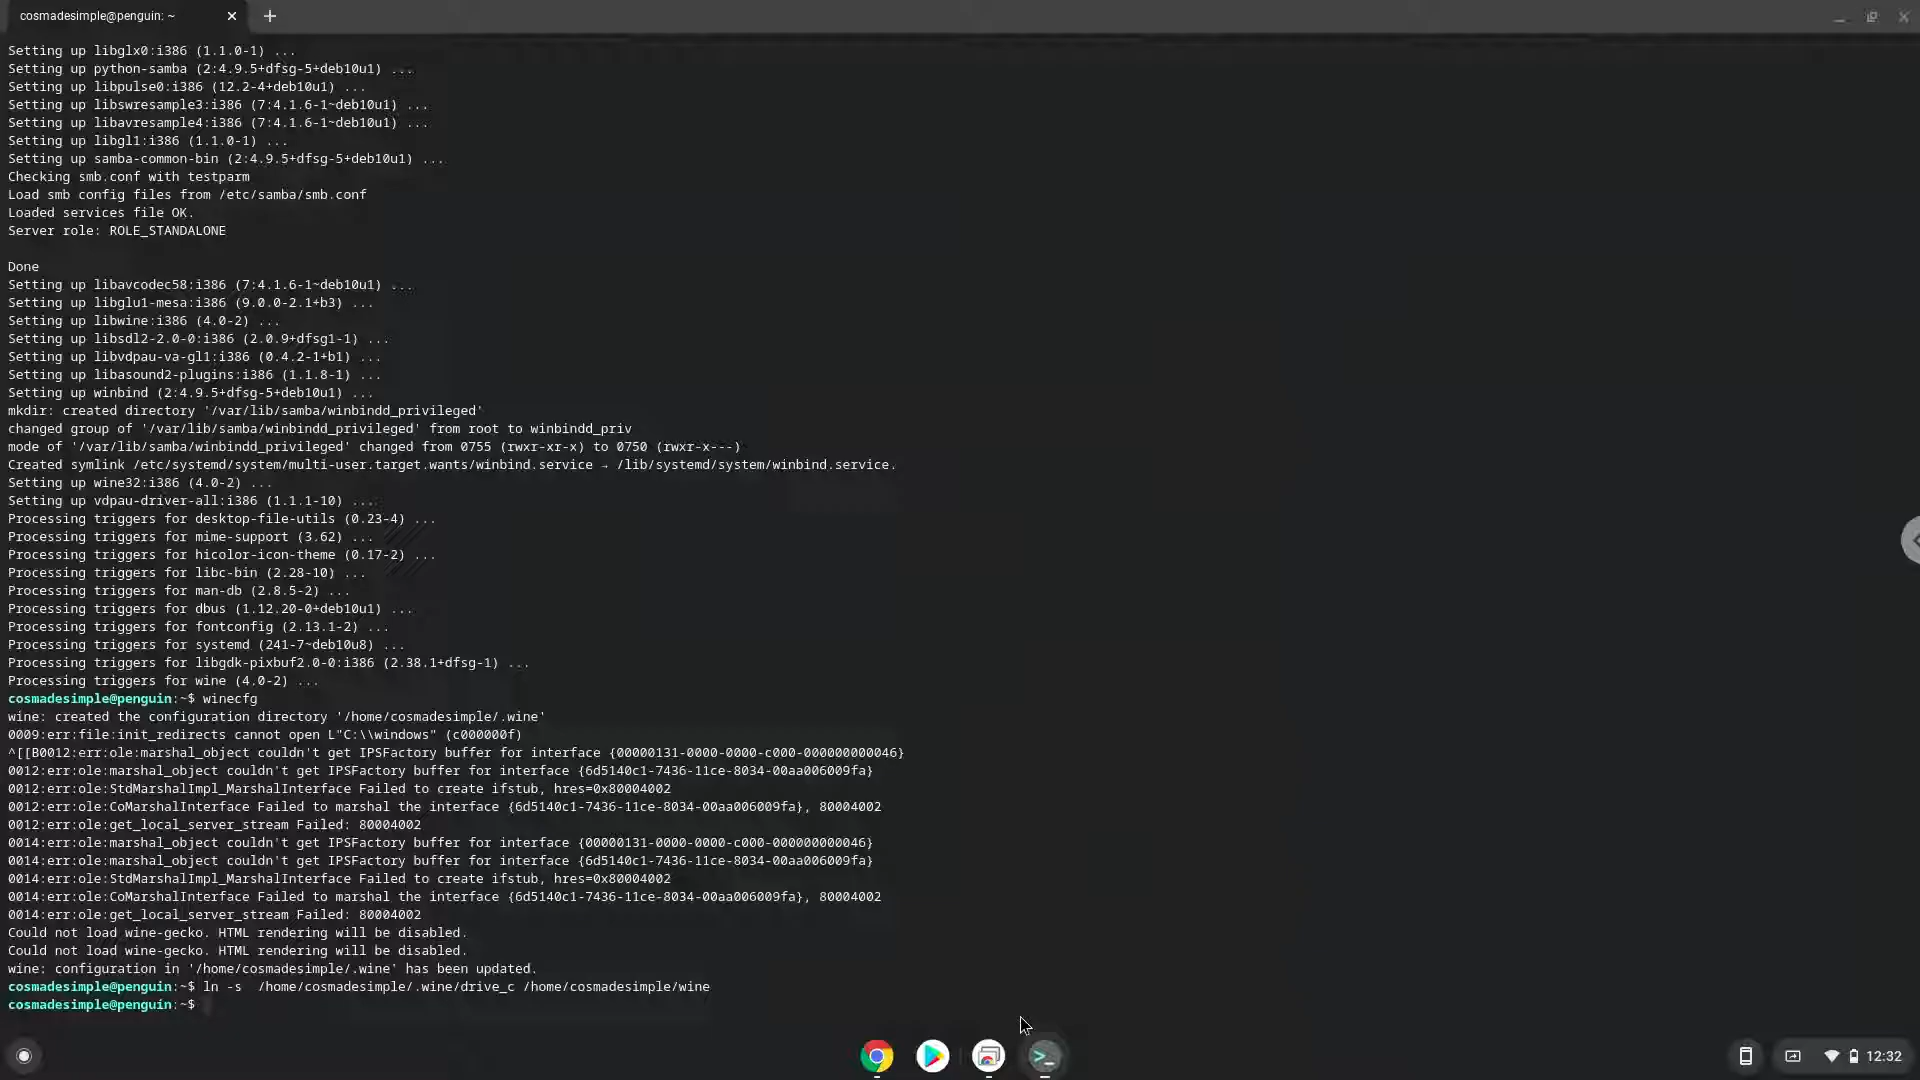 cosmadesimple@penguin: ~
Setting up libglx0:i386 (1.1.0-1) ...
Setting up python-samba (2:4.9.5+dfsg-5+deb10u1) ...
Setting up libpulse0:i386 (12.2-4+deb10u1) ...
Setting up libswresample3:i386 (7:4.1.6-1~deb10u1) ...
Setting up libavresample4:i386 (7:4.1.6-1~deb10u1) ...
Setting up libgl1:i386 (1.1.0-1) ...
Setting up samba-common-bin (2:4.9.5+dfsg-5+deb10u1) ...
Checking smb.conf with testparm
Load smb config files from /etc/samba/smb.conf
Loaded services file OK.
Server role: ROLE_STANDALONE
Done
Setting up libavcodec58:i386 (7:4.1.6-1~deb10u1) ...
Setting up libglu1-mesa:i386 (9.0.0-2.1+b3) ...
Setting up libwine:i386 (4.0-2) ...
Setting up libsdl2-2.0-0:i386 (2.0.9+dfsg1-1) ...
Setting up libvdpau-va-gl1:i386 (0.4.2-1+b1) ...
Setting up libasound2-plugins:i386 (1.1.8-1) ...
Setting up winbind (2:4.9.5+dfsg-5+deb10u1) ...
mkdir: created directory '/var/lib/samba/winbindd_privileged'
changed group of '/var/lib/samba/winbindd_privileged' from root to winbindd_priv
mode of '/var/lib/samba/winbindd_privileged' changed from 0755 (rwxr-xr-x) to 0750 (rwxr-x---)
Created symlink /etc/systemd/system/multi-user.target.wants/winbind.service → /lib/systemd/system/winbind.service.
Setting up wine32:i386 (4.0-2) ...
Setting up vdpau-driver-all:i386 (1.1.1-10) ...
Processing triggers for desktop-file-utils (0.23-4) ...
Processing triggers for mime-support (3.62) ...
Processing triggers for hicolor-icon-theme (0.17-2) ...
Processing triggers for libc-bin (2.28-10) ...
Processing triggers for man-db (2.8.5-2) ...
Processing triggers for dbus (1.12.20-0+deb10u1) ...
Processing triggers for fontconfig (2.13.1-2) ...
Processing triggers for systemd (241-7~deb10u8) ...
Processing triggers for libgdk-pixbuf2.0-0:i386 (2.38.1+dfsg-1) ...
Processing triggers for wine (4.0-2) ...
cosmadesimple@penguin:~$ winecfg
wine: created the configuration directory '/home/cosmadesimple/.wine'
0009:err:file:init_redirects cannot open L"C:\\windows" (c000000f)
^[[B0012:err:ole:marshal_object couldn't get IPSFactory buffer for interface {00000131-0000-0000-c000-000000000046}
0012:err:ole:marshal_object couldn't get IPSFactory buffer for interface {6d5140c1-7436-11ce-8034-00aa006009fa}
0012:err:ole:StdMarshalImpl_MarshalInterface Failed to create ifstub, hres=0x80004002
0012:err:ole:CoMarshalInterface Failed to marshal the interface {6d5140c1-7436-11ce-8034-00aa006009fa}, 80004002
0012:err:ole:get_local_server_stream Failed: 80004002
0014:err:ole:marshal_object couldn't get IPSFactory buffer for interface {00000131-0000-0000-c000-000000000046}
0014:err:ole:marshal_object couldn't get IPSFactory buffer for interface {6d5140c1-7436-11ce-8034-00aa006009fa}
0014:err:ole:StdMarshalImpl_MarshalInterface Failed to create ifstub, hres=0x80004002
0014:err:ole:CoMarshalInterface Failed to marshal the interface {6d5140c1-7436-11ce-8034-00aa006009fa}, 80004002
0014:err:ole:get_local_server_stream Failed: 80004002
Could not load wine-gecko. HTML rendering will be disabled.
Could not load wine-gecko. HTML rendering will be disabled.
wine: configuration in '/home/cosmadesimple/.wine' has been updated.
cosmadesimple@penguin:~$ ln -s  /home/cosmadesimple/.wine/drive_c /home/cosmadesimple/wine
cosmadesimple@penguin:~$
12:32